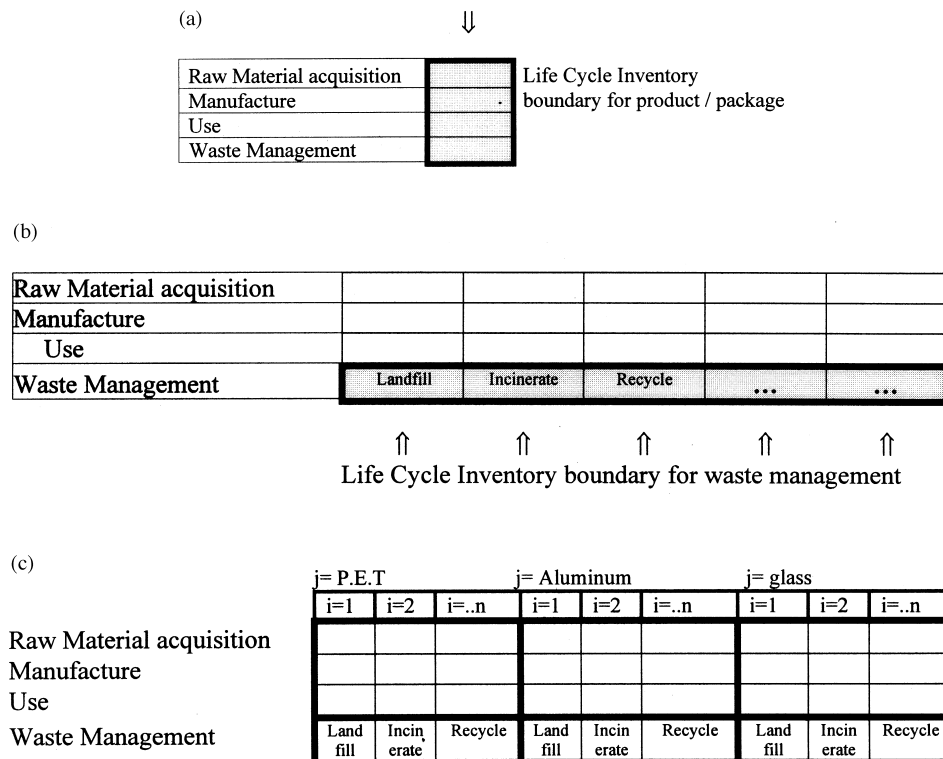 (a)
⇓
Raw Material acquisition
Manufacture
Use
Waste Management
Life Cycle Inventory
boundary for product / package
(b)
Raw Material acquisition
Manufacture
Use
Waste Management Landfill Incinerate Recycle ... ...
⇑ ⇑ ⇑ ⇑ ⇑
Life Cycle Inventory boundary for waste management
(c)
j= P.E.T j= Aluminum j= glass
i=1 i=2 i=..n i=1 i=2 i=..n i=1 i=2 i=..n
Raw Material acquisition
Manufacture
Use
Waste Management
Land Incin Recycle Land Incin Recycle Land Incin Recycle
fill erate fill erate fill erate